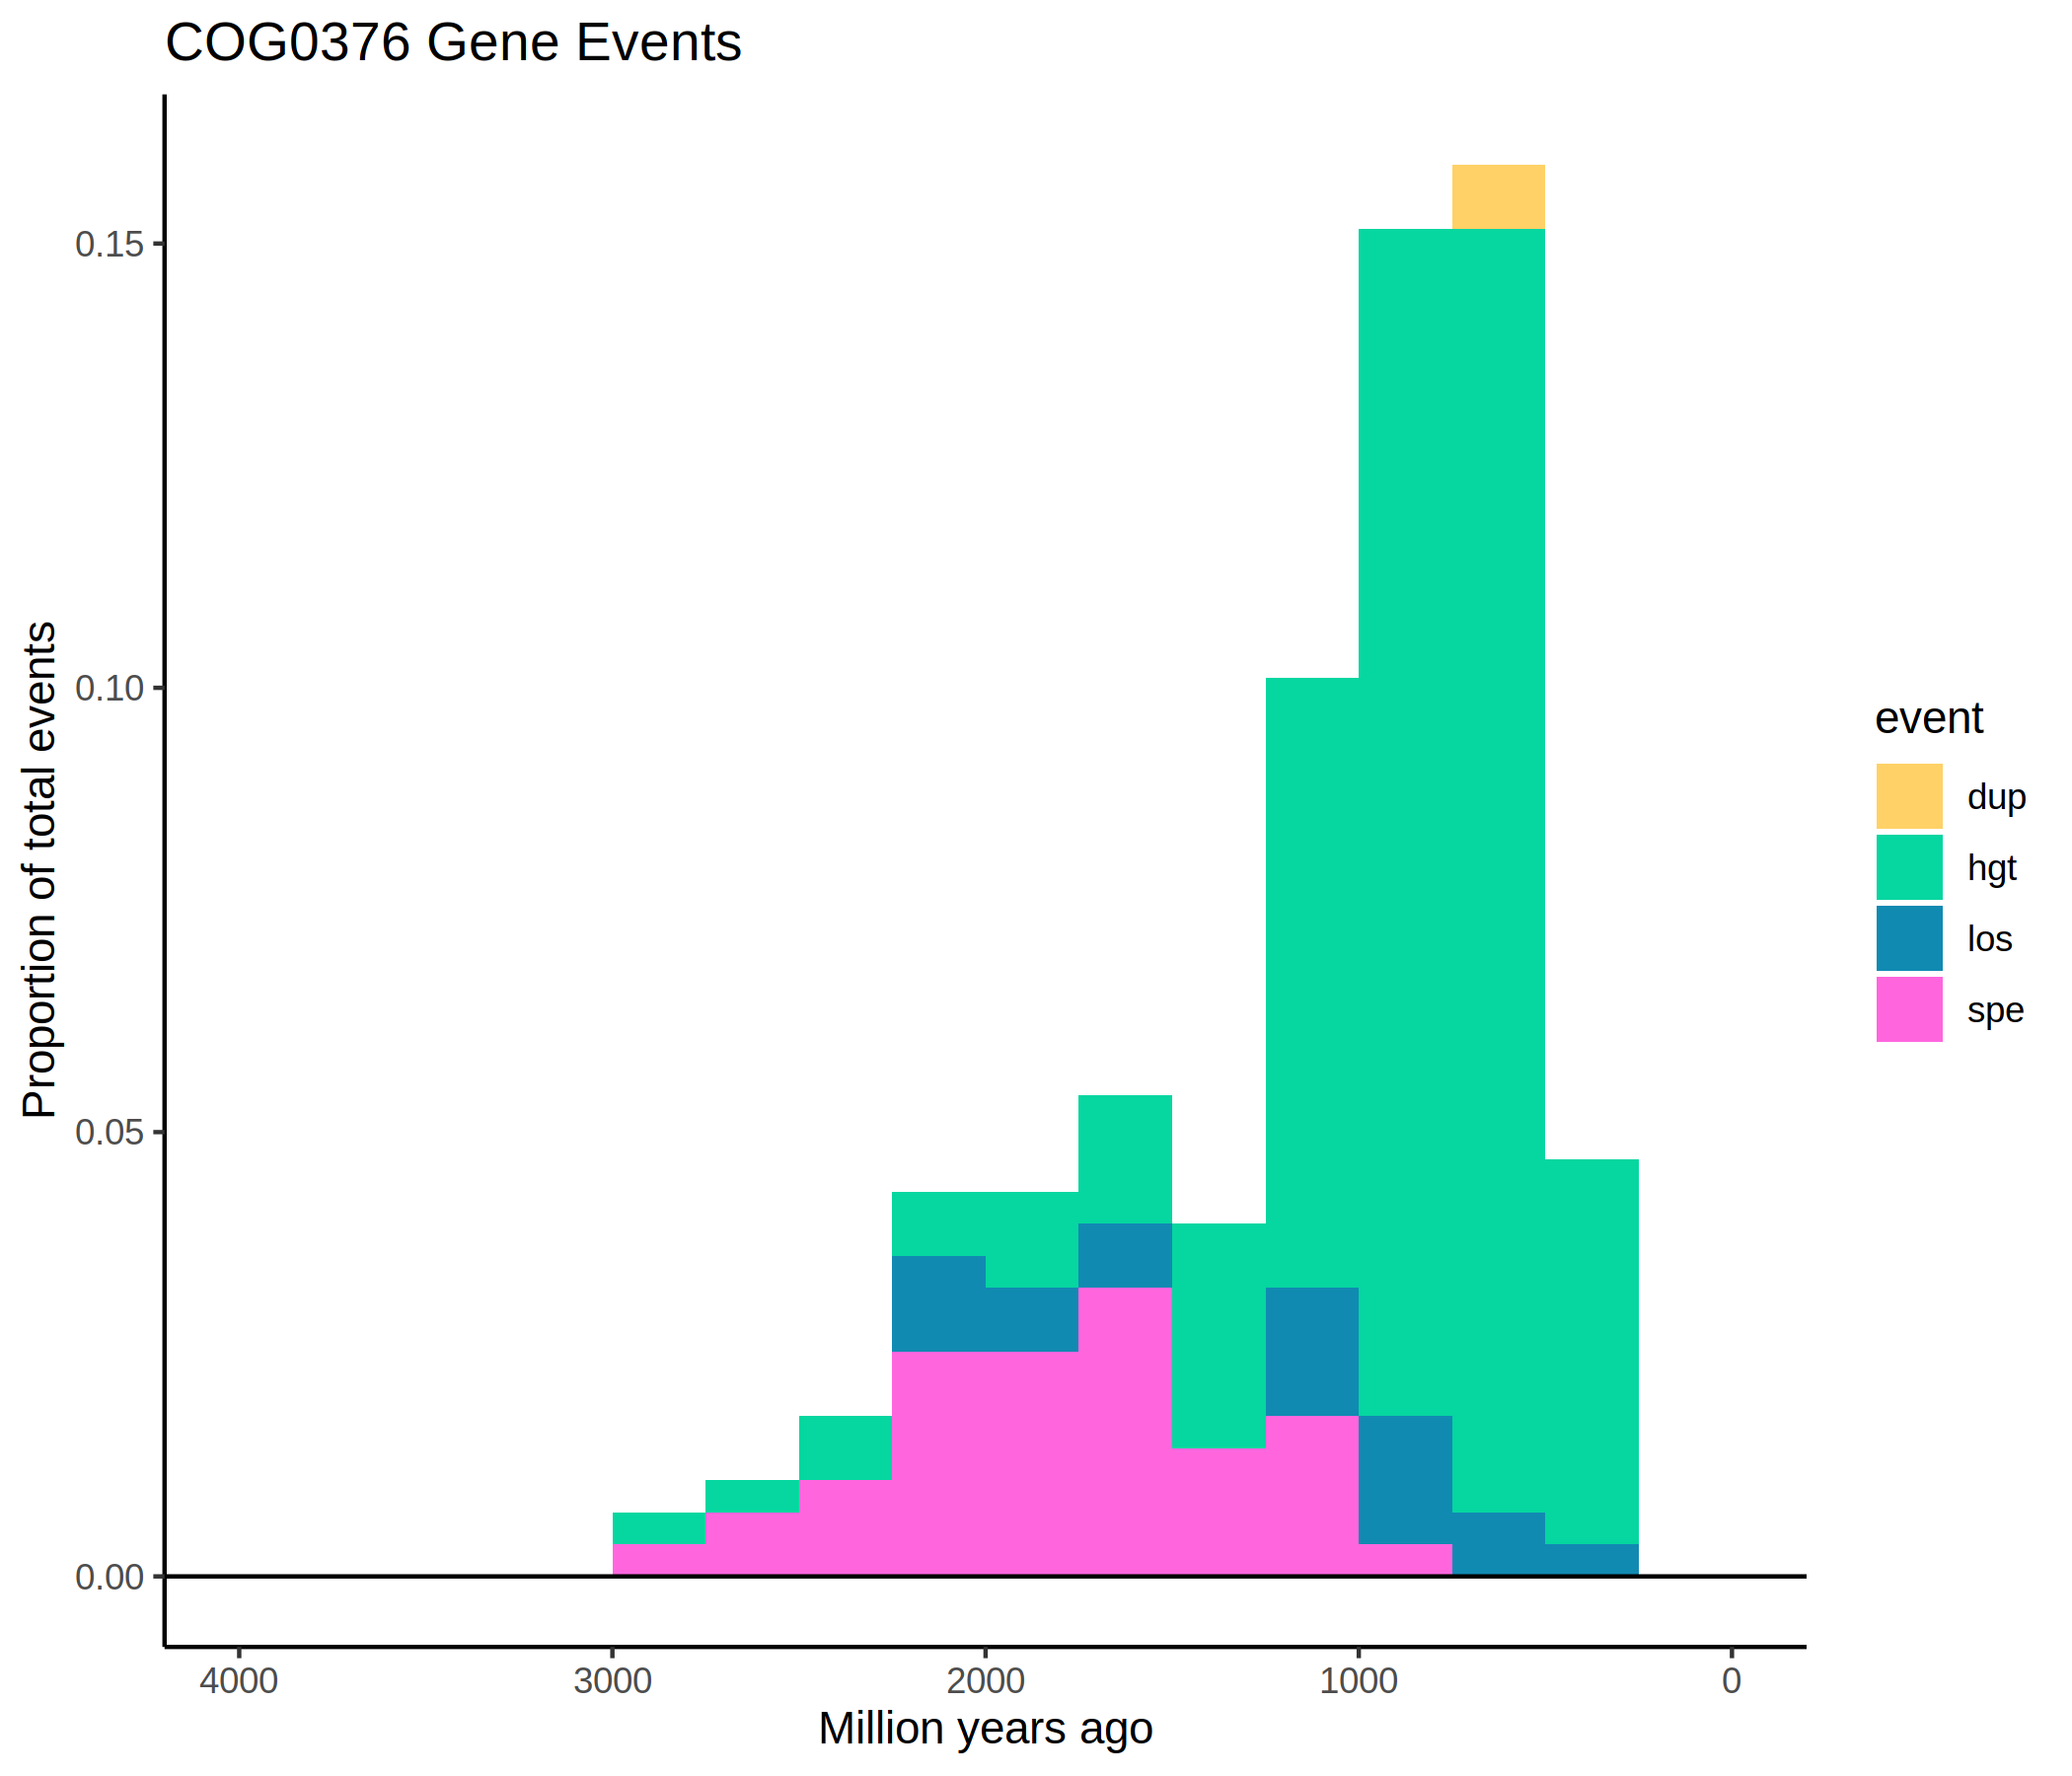 COG0376 Gene Events
Proportion of total events
0.15
0.10
0.05
0.00
4000 3000 2000 1000 0
Million years ago
event
dup
hgt
los
spe